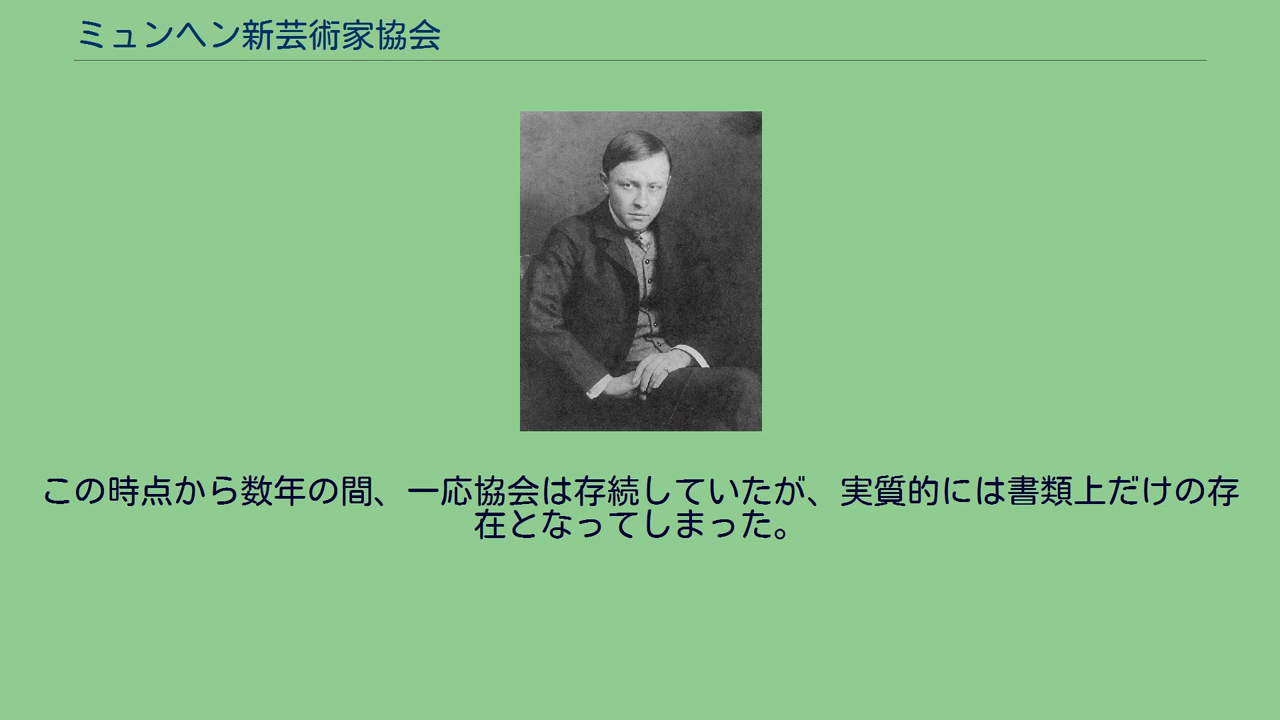 ミュンヘン新芸術家協会
この時点から数年の間、一応協会は存続していたが、実質的には書類上だけの存
在となってしまった。